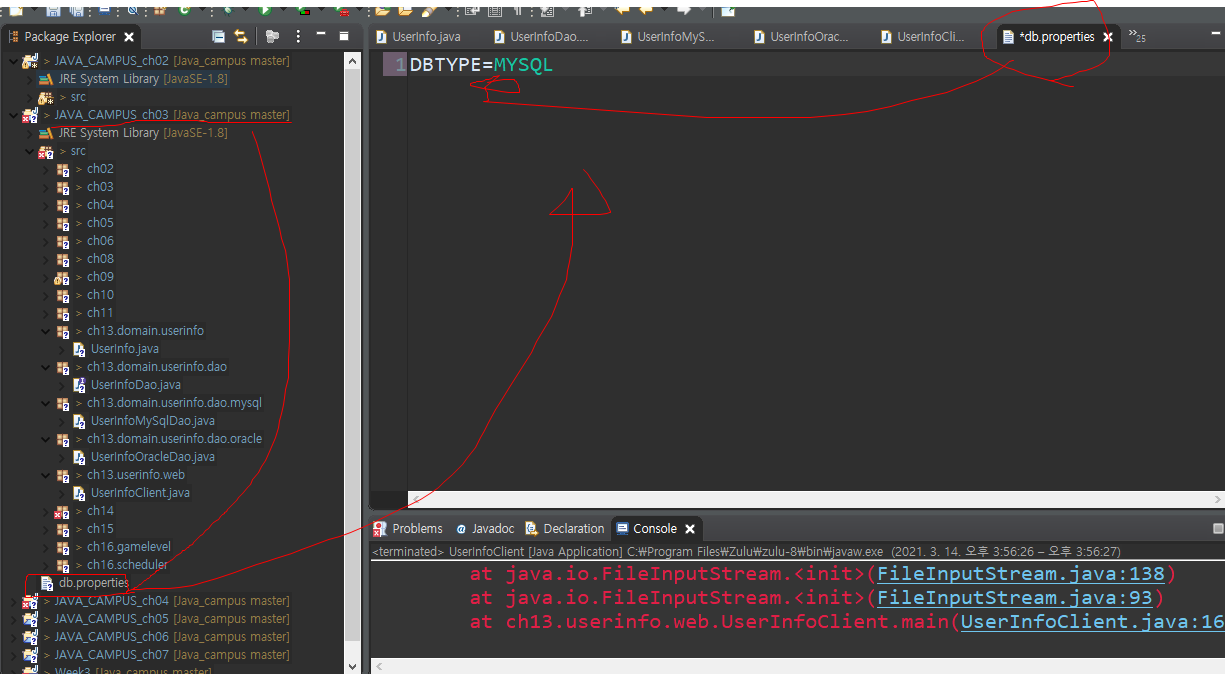 Package Explorer
> JAVA_CAMPUS_ch02 [Java_campus master]
JRE System Library [JavaSE-1.8]
> src
> JAVA_CAMPUS_ch03 [Java_campus master]
JRE System Library [JavaSE-1.8]
> src
> ch02
> ch03
> ch04
> ch05
> ch06
> ch08
> ch09
> ch10
> ch11
> ch13.domain.userinfo
UserInfo.java
> ch13.domain.userinfo.dao
UserInfoDao.java
> ch13.domain.userinfo.dao.mysql
UserInfoMySqlDao.java
> ch13.domain.userinfo.dao.oracle
UserInfoOracleDao.java
> ch13.userinfo.web
UserInfoClient.java
> ch14
> ch15
> ch16.gamelevel
> ch16.scheduler
db.properties
> JAVA_CAMPUS_ch04 [Java_campus master]
> JAVA_CAMPUS_ch05 [Java_campus master]
> JAVA_CAMPUS_ch06 [Java_campus master]
> JAVA_CAMPUS_ch07 [Java_campus master]
> Week3 [Java_campus master]
UserInfo.java UserInfoDao.... UserInfoMyS... UserInfoOrac... UserInfoCli... *db.properties »25
1 DBTYPE=MYSQL
Problems @ Javadoc Declaration Console
<terminated> UserInfoClient [Java Application] C:₩Program Files₩Zulu₩zulu-8₩bin₩javaw.exe (2021. 3. 14. 오후 3:56:26 – 오후 3:56:27)
at java.io.FileInputStream.<init>(FileInputStream.java:138)
at java.io.FileInputStream.<init>(FileInputStream.java:93)
at ch13.userinfo.web.UserInfoClient.main(UserInfoClient.java:16